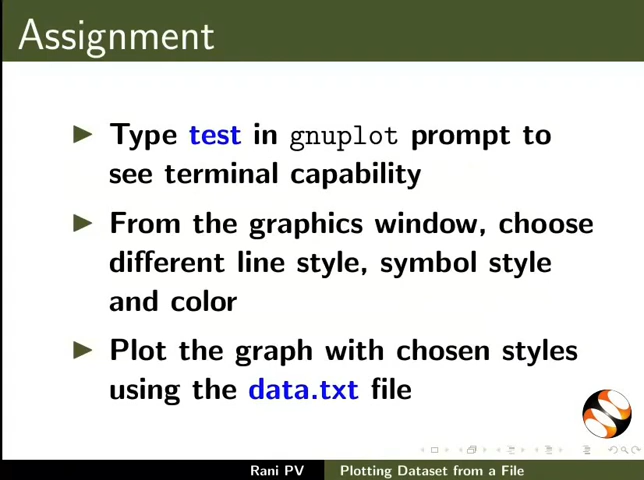 Assignment
Type test in gnuplot prompt to
see terminal capability
From the graphics window, choose
different line style, symbol style
and color
Plot the graph with chosen styles
using the data.txt file
Rani PV Plotting Dataset from a File